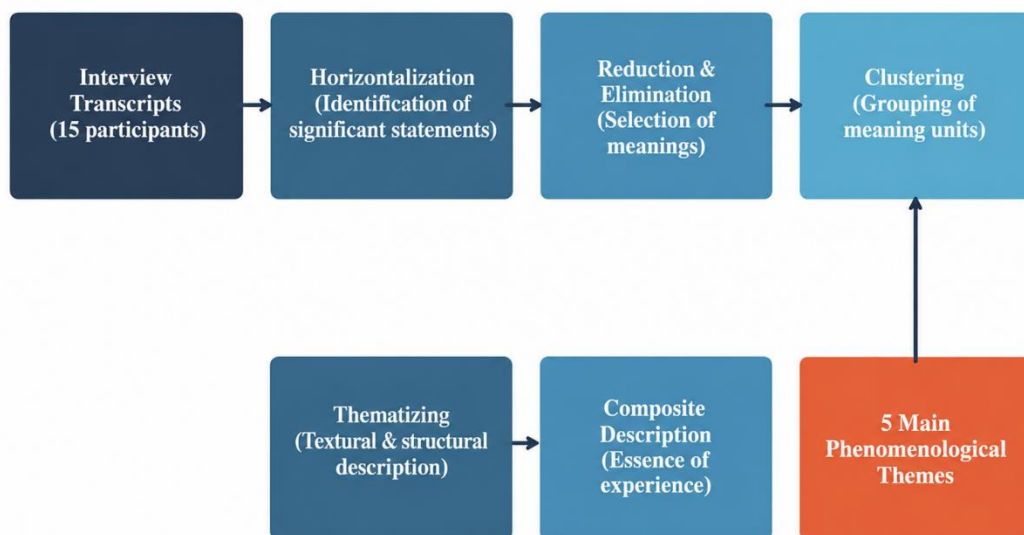 Interview
Transcripts
(15 participants)
Horizontalization
(Identification of
significant statements)
Reduction &
Elimination
(Selection of
meanings)
Clustering
(Grouping of
meaning units)
Thematizing
(Textural & structural
description)
Composite
Description
(Essence of
experience)
5 Main
Phenomenological
Themes